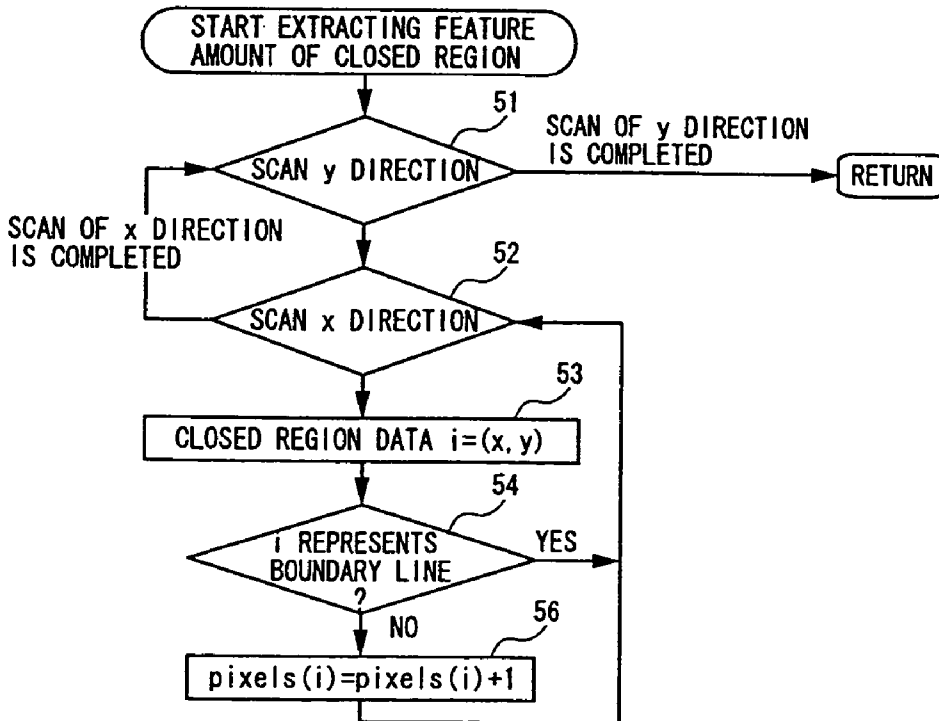 START EXTRACTING FEATURE
AMOUNT OF CLOSED REGION
51
SCAN y DIRECTION
SCAN OF y DIRECTION
IS COMPLETED
RETURN
SCAN OF x DIRECTION
IS COMPLETED
52
SCAN x DIRECTION
53
CLOSED REGION DATA i=(x,y)
54
i REPRESENTS
BOUNDARY LINE
?
YES
NO
56
pixels(i)=pixels(i)+1